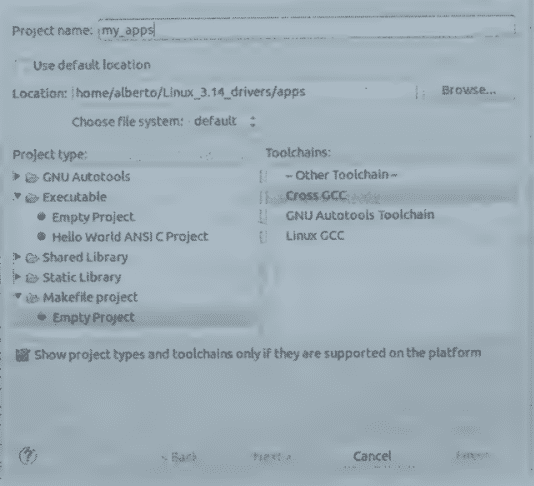 Project name: my_apps
Use default location
Location: /home/alberto/Linux_3.14_drivers/apps Browse...
Choose file system: default
Project type: Toolchains:
GNU Autotools -- Other Toolchain --
Executable Cross GCC
Empty Project GNU Autotools Toolchain
Hello World ANSI C Project Linux GCC
Shared Library
Static Library
Makefile project
Empty Project
Show project types and toolchains only if they are supported on the platform
? < Back Next > Cancel